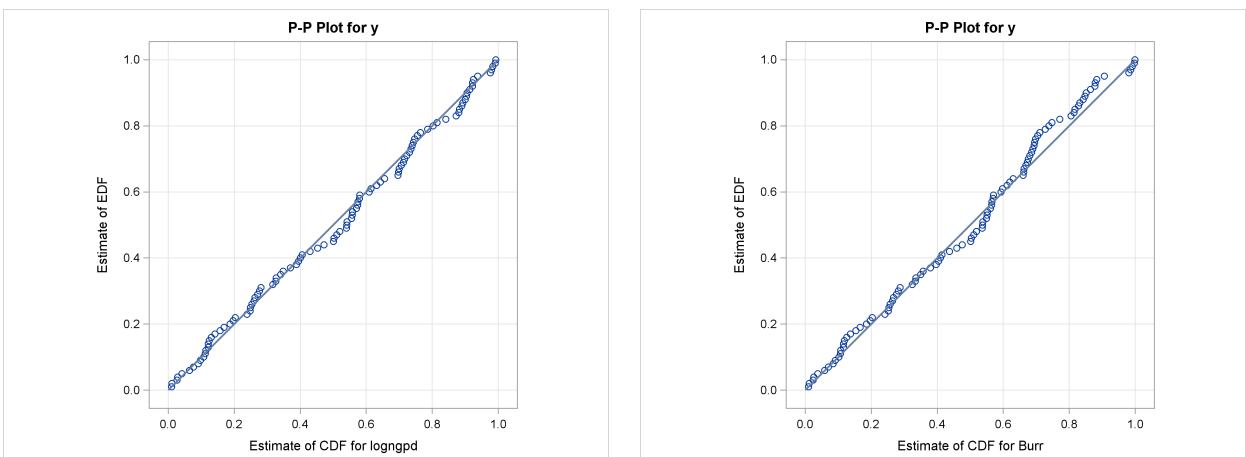 P-P Plot for y
1.0
0.8
0.6
0.4
0.2
0.0
Estimate of EDF
0.0 0.2 0.4 0.6 0.8 1.0
Estimate of CDF for logngpd
P-P Plot for y
1.0
0.8
0.6
0.4
0.2
0.0
Estimate of EDF
0.0 0.2 0.4 0.6 0.8 1.0
Estimate of CDF for Burr